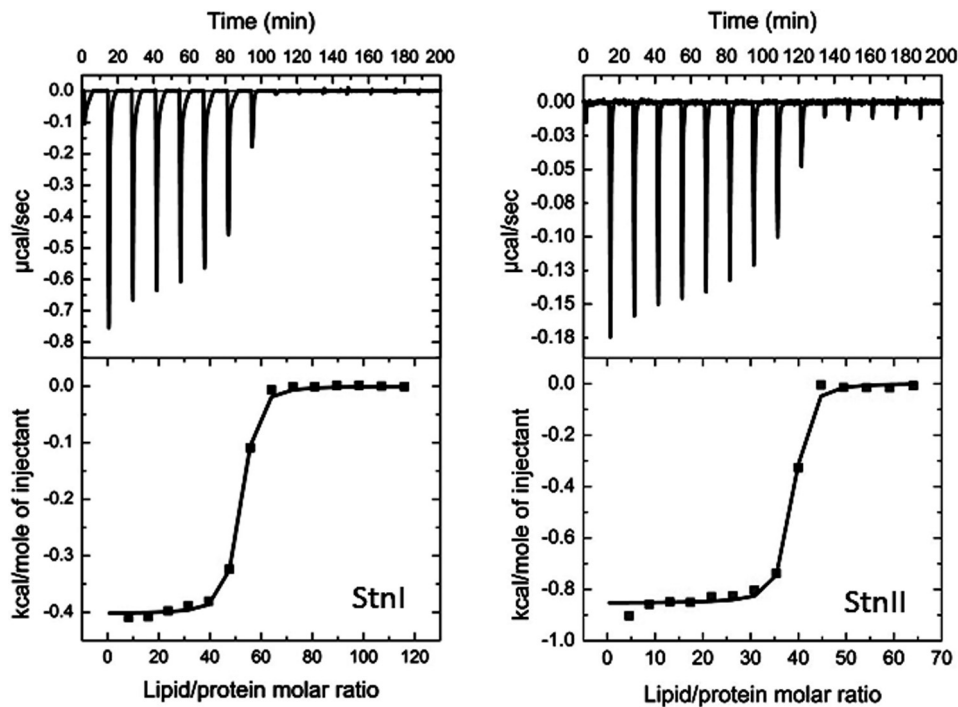 Time (min)
0 20 40 60 80 100 120 140 160 180 200
0.0
-0.1
-0.2
-0.3
-0.4
-0.5
-0.6
-0.7
-0.8
µcal/sec
0.0
-0.1
-0.2
-0.3
-0.4
kcal/mole of injectant
StnI
0 20 40 60 80 100 120
Lipid/protein molar ratio
Time (min)
0 20 40 60 80 100 120 140 160 180 200
0.00
-0.03
-0.05
-0.08
-0.10
-0.13
-0.15
-0.18
µcal/sec
0.0
-0.2
-0.4
-0.6
-0.8
-1.0
kcal/mole of injectant
StnII
0 10 20 30 40 50 60 70
Lipid/protein molar ratio